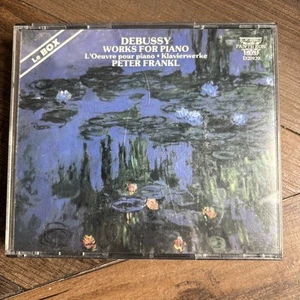 Le BOX
DEBUSSY
WORKS FOR PIANO
L'Oeuvre pour piano • Klavierwerke
PETER FRANKL